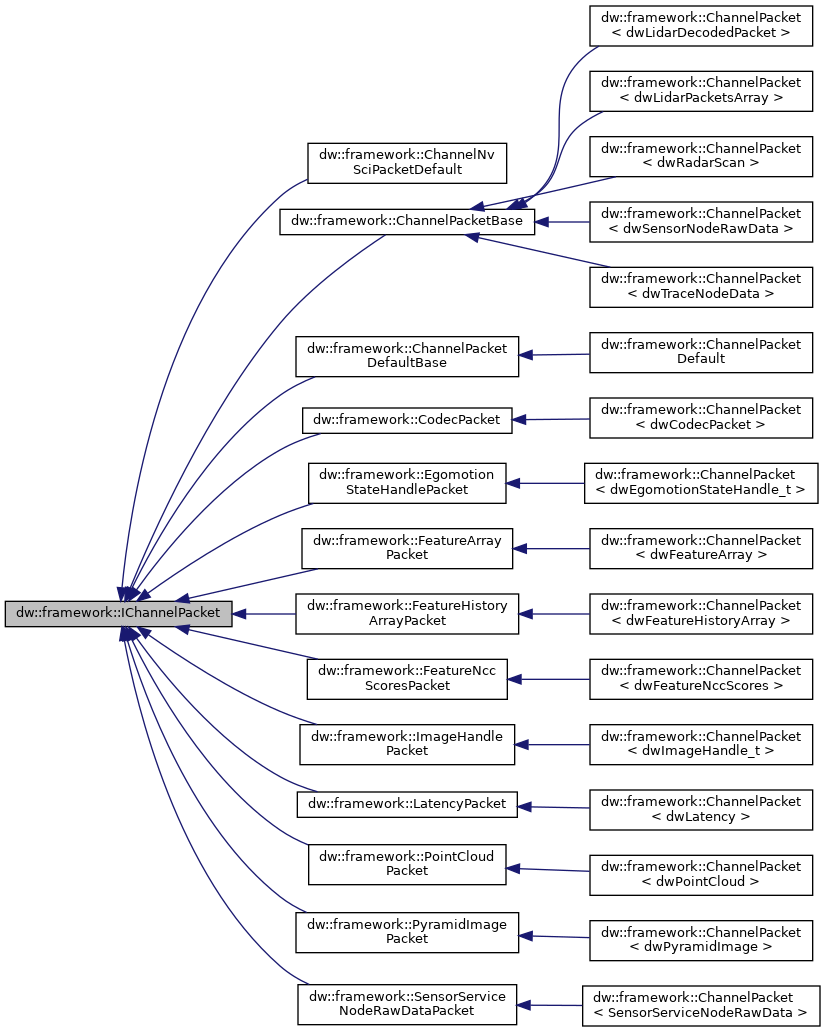 dw::framework::IChannelPacket
dw::framework::ChannelNv
SciPacketDefault
dw::framework::ChannelPacketBase
dw::framework::ChannelPacket
DefaultBase
dw::framework::CodecPacket
dw::framework::Egomotion
StateHandlePacket
dw::framework::FeatureArray
Packet
dw::framework::FeatureHistory
ArrayPacket
dw::framework::FeatureNcc
ScoresPacket
dw::framework::ImageHandle
Packet
dw::framework::LatencyPacket
dw::framework::PointCloud
Packet
dw::framework::PyramidImage
Packet
dw::framework::SensorService
NodeRawDataPacket
dw::framework::ChannelPacket
< dwLidarDecodedPacket >
dw::framework::ChannelPacket
< dwLidarPacketsArray >
dw::framework::ChannelPacket
< dwRadarScan >
dw::framework::ChannelPacket
< dwSensorNodeRawData >
dw::framework::ChannelPacket
< dwTraceNodeData >
dw::framework::ChannelPacket
Default
dw::framework::ChannelPacket
< dwCodecPacket >
dw::framework::ChannelPacket
< dwEgomotionStateHandle_t >
dw::framework::ChannelPacket
< dwFeatureArray >
dw::framework::ChannelPacket
< dwFeatureHistoryArray >
dw::framework::ChannelPacket
< dwFeatureNccScores >
dw::framework::ChannelPacket
< dwImageHandle_t >
dw::framework::ChannelPacket
< dwLatency >
dw::framework::ChannelPacket
< dwPointCloud >
dw::framework::ChannelPacket
< dwPyramidImage >
dw::framework::ChannelPacket
< SensorServiceNodeRawData >